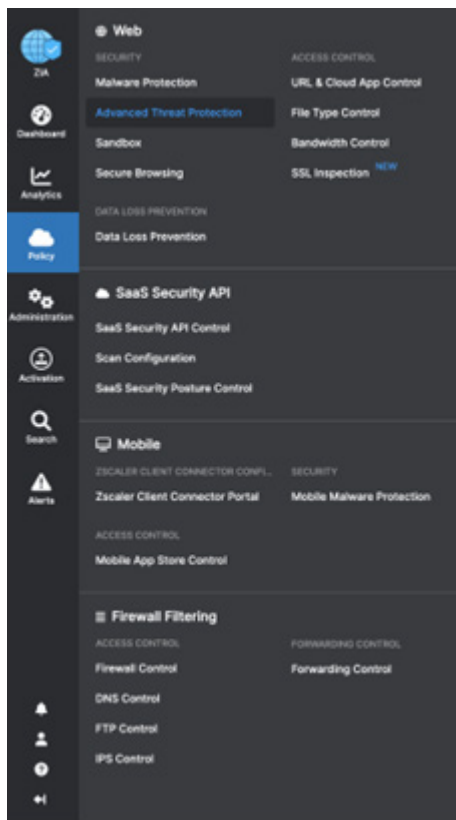 ZIA
Dashboard
Analytics
Policy
Administration
Activation
Search
Alerts
Web
SECURITY
Malware Protection
Advanced Threat Protection
Sandbox
Secure Browsing
DATA LOSS PREVENTION
Data Loss Prevention
ACCESS CONTROL
URL & Cloud App Control
File Type Control
Bandwidth Control
SSL Inspection NEW
SaaS Security API
SaaS Security API Control
Scan Configuration
SaaS Security Posture Control
Mobile
ZSCALER CLIENT CONNECTOR CONFI...
Zscaler Client Connector Portal
SECURITY
Mobile Malware Protection
ACCESS CONTROL
Mobile App Store Control
Firewall Filtering
ACCESS CONTROL
Firewall Control
DNS Control
FTP Control
IPS Control
FORWARDING CONTROL
Forwarding Control